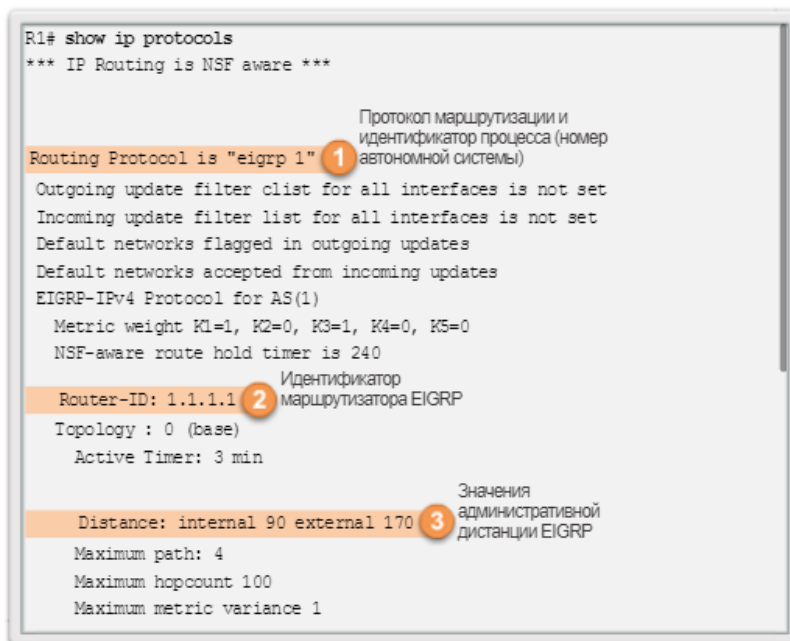 R1# show ip protocols
*** IP Routing is NSF aware ***
Протокол маршрутизации и
идентификатор процесса (номер
автономной системы)
Routing Protocol is "eigrp 1" 1
Outgoing update filter clist for all interfaces is not set
Incoming update filter list for all interfaces is not set
Default networks flagged in outgoing updates
Default networks accepted from incoming updates
EIGRP-IPv4 Protocol for AS(1)
Metric weight K1=1, K2=0, K3=1, K4=0, K5=0
NSF-aware route hold timer is 240
Идентификатор
маршрутизатора EIGRP
Router-ID: 1.1.1.1 2
Topology : 0 (base)
Active Timer: 3 min
Значения
административной
дистанции EIGRP
Distance: internal 90 external 170 3
Maximum path: 4
Maximum hopcount 100
Maximum metric variance 1